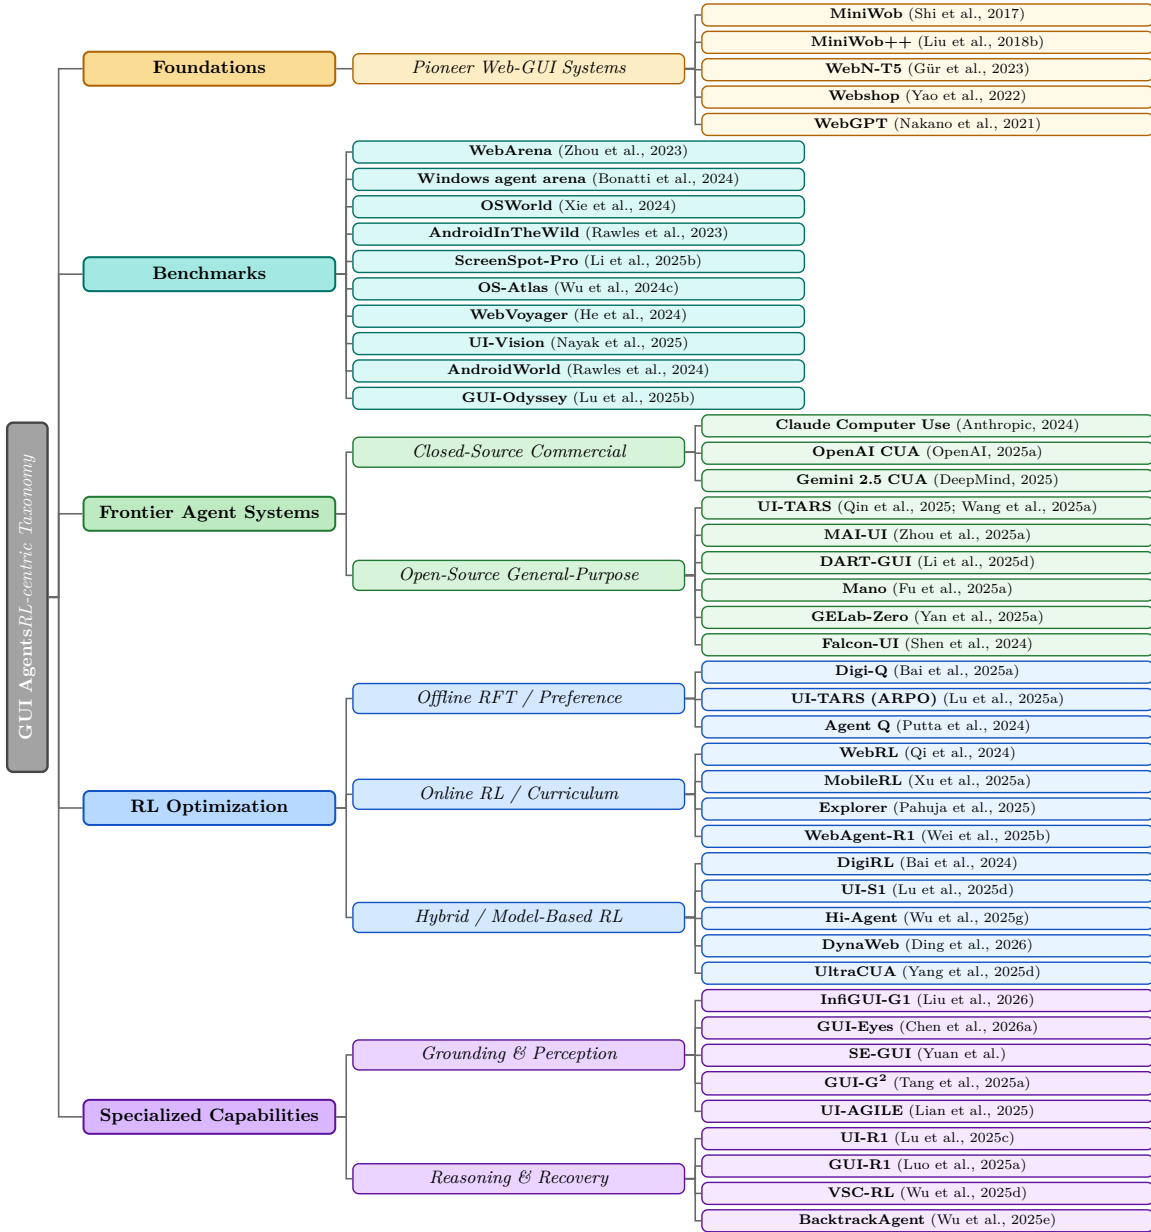 GUI Agents RL-centric Taxonomy
Foundations
Pioneer Web-GUI Systems
MiniWob (Shi et al., 2017)
MiniWob++ (Liu et al., 2018b)
WebN-T5 (Gür et al., 2023)
Webshop (Yao et al., 2022)
WebGPT (Nakano et al., 2021)
Benchmarks
WebArena (Zhou et al., 2023)
Windows agent arena (Bonatti et al., 2024)
OSWorld (Xie et al., 2024)
AndroidInTheWild (Rawles et al., 2023)
ScreenSpot-Pro (Li et al., 2025b)
OS-Atlas (Wu et al., 2024c)
WebVoyager (He et al., 2024)
UI-Vision (Nayak et al., 2025)
AndroidWorld (Rawles et al., 2024)
GUI-Odyssey (Lu et al., 2025b)
Frontier Agent Systems
Closed-Source Commercial
Claude Computer Use (Anthropic, 2024)
OpenAI CUA (OpenAI, 2025a)
Gemini 2.5 CUA (DeepMind, 2025)
Open-Source General-Purpose
UI-TARS (Qin et al., 2025; Wang et al., 2025a)
MAI-UI (Zhou et al., 2025a)
DART-GUI (Li et al., 2025d)
Mano (Fu et al., 2025a)
GELab-Zero (Yan et al., 2025a)
Falcon-UI (Shen et al., 2024)
RL Optimization
Offline RFT / Preference
Digi-Q (Bai et al., 2025a)
UI-TARS (ARPO) (Lu et al., 2025a)
Agent Q (Putta et al., 2024)
Online RL / Curriculum
WebRL (Qi et al., 2024)
MobileRL (Xu et al., 2025a)
Explorer (Pahuja et al., 2025)
WebAgent-R1 (Wei et al., 2025b)
Hybrid / Model-Based RL
DigiRL (Bai et al., 2024)
UI-S1 (Lu et al., 2025d)
Hi-Agent (Wu et al., 2025g)
DynaWeb (Ding et al., 2026)
UltraCUA (Yang et al., 2025d)
Specialized Capabilities
Grounding & Perception
InfiGUI-G1 (Liu et al., 2026)
GUI-Eyes (Chen et al., 2026a)
SE-GUI (Yuan et al.)
GUI-G² (Tang et al., 2025a)
UI-AGILE (Lian et al., 2025)
Reasoning & Recovery
UI-R1 (Lu et al., 2025c)
GUI-R1 (Luo et al., 2025a)
VSC-RL (Wu et al., 2025d)
BacktrackAgent (Wu et al., 2025e)